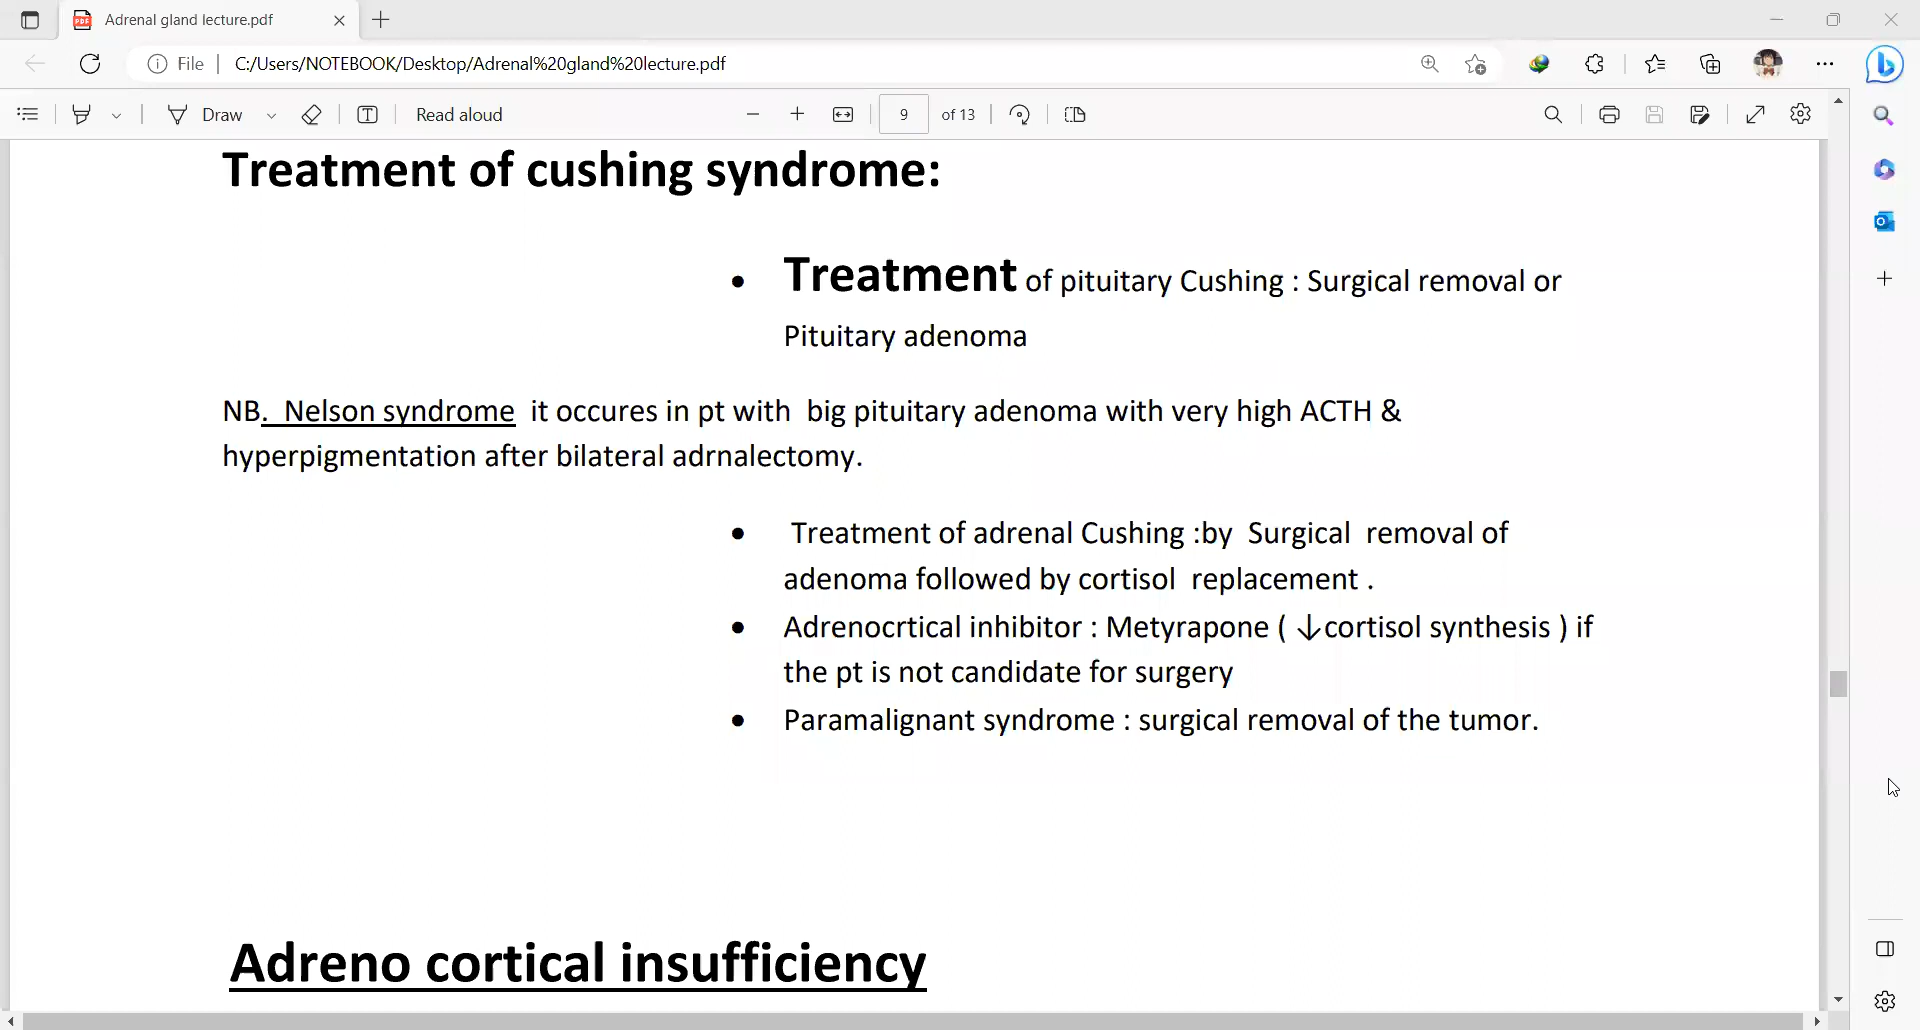 Adrenal gland lecture.pdf
File
C:/Users/NOTEBOOK/Desktop/Adrenal%20gland%20lecture.pdf
Draw
Read aloud
9 of 13
Treatment of cushing syndrome:
• Treatment of pituitary Cushing : Surgical removal or
Pituitary adenoma
NB. Nelson syndrome it occures in pt with big pituitary adenoma with very high ACTH &
hyperpigmentation after bilateral adrnalectomy.
• Treatment of adrenal Cushing :by Surgical removal of
adenoma followed by cortisol replacement .
• Adrenocrtical inhibitor : Metyrapone ( ↓cortisol synthesis ) if
the pt is not candidate for surgery
• Paramalignant syndrome : surgical removal of the tumor.
Adreno cortical insufficiency